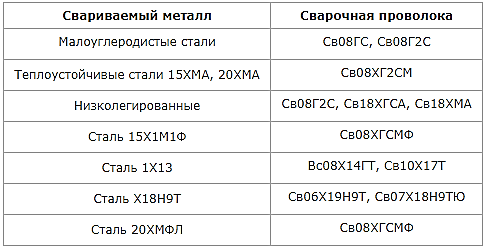 Свариваемый металл Сварочная проволока
Малоуглеродистые стали Св08ГС, Св08Г2С
Теплоустойчивые стали 15ХМА, 20ХМА Св08ХГ2СМ
Низколегированные Св08Г2С, Св18ХГСА, Св18ХМА
Сталь 15Х1М1Ф Св08ХГСМФ
Сталь 1Х13 Вс08Х14ГТ, Св10Х17Т
Сталь Х18Н9Т Св06Х19Н9Т, Св07Х18Н9ТЮ
Сталь 20ХМФЛ Св08ХГСМФ